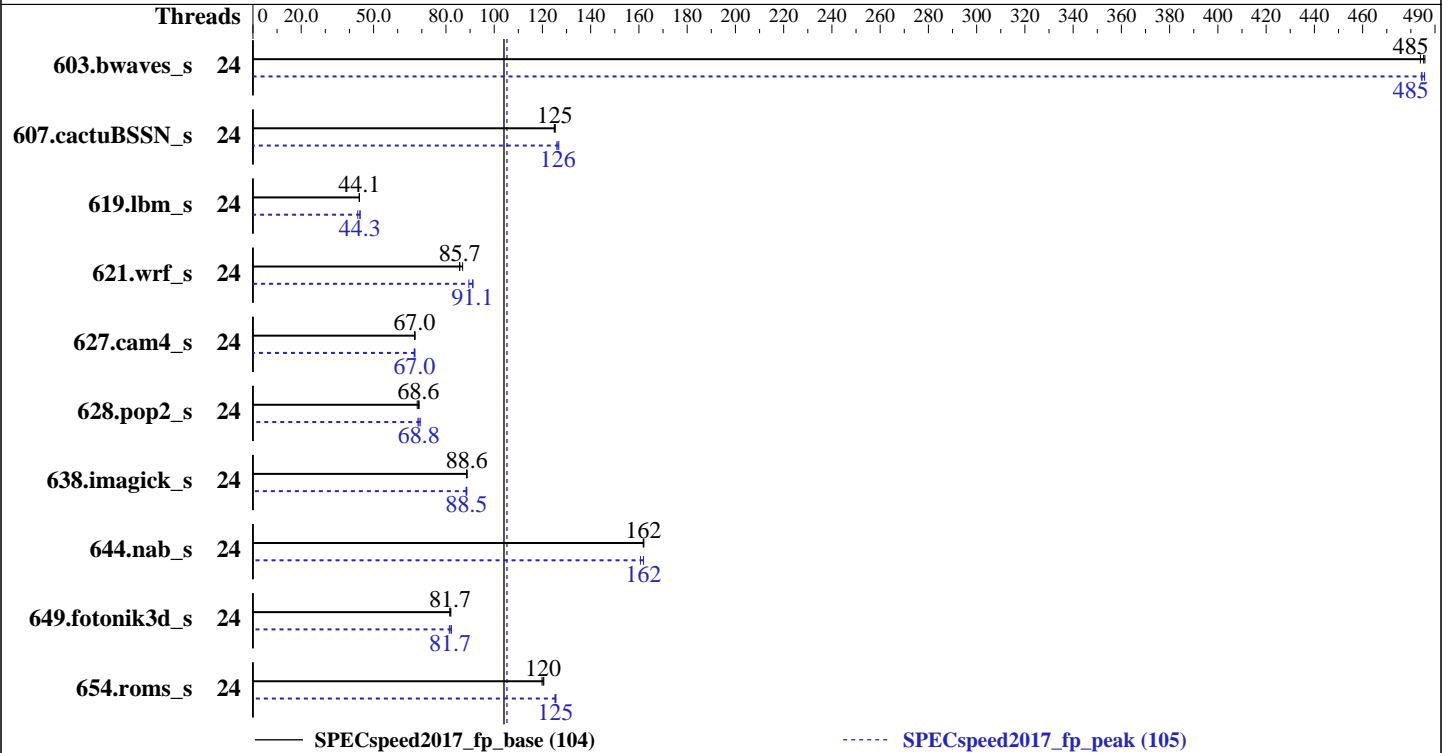 Threads 0 20.0 50.0 80.0 100 120 140 160 180 200 220 240 260 280 300 320 340 360 380 400 420 440 460 490
603.bwaves_s 24 485
485
607.cactuBSSN_s 24 125
126
619.lbm_s 24 44.1
44.3
621.wrf_s 24 85.7
91.1
627.cam4_s 24 67.0
67.0
628.pop2_s 24 68.6
68.8
638.imagick_s 24 88.6
88.5
644.nab_s 24 162
162
649.fotonik3d_s 24 81.7
81.7
654.roms_s 24 120
125
SPECspeed2017_fp_base (104) SPECspeed2017_fp_peak (105)